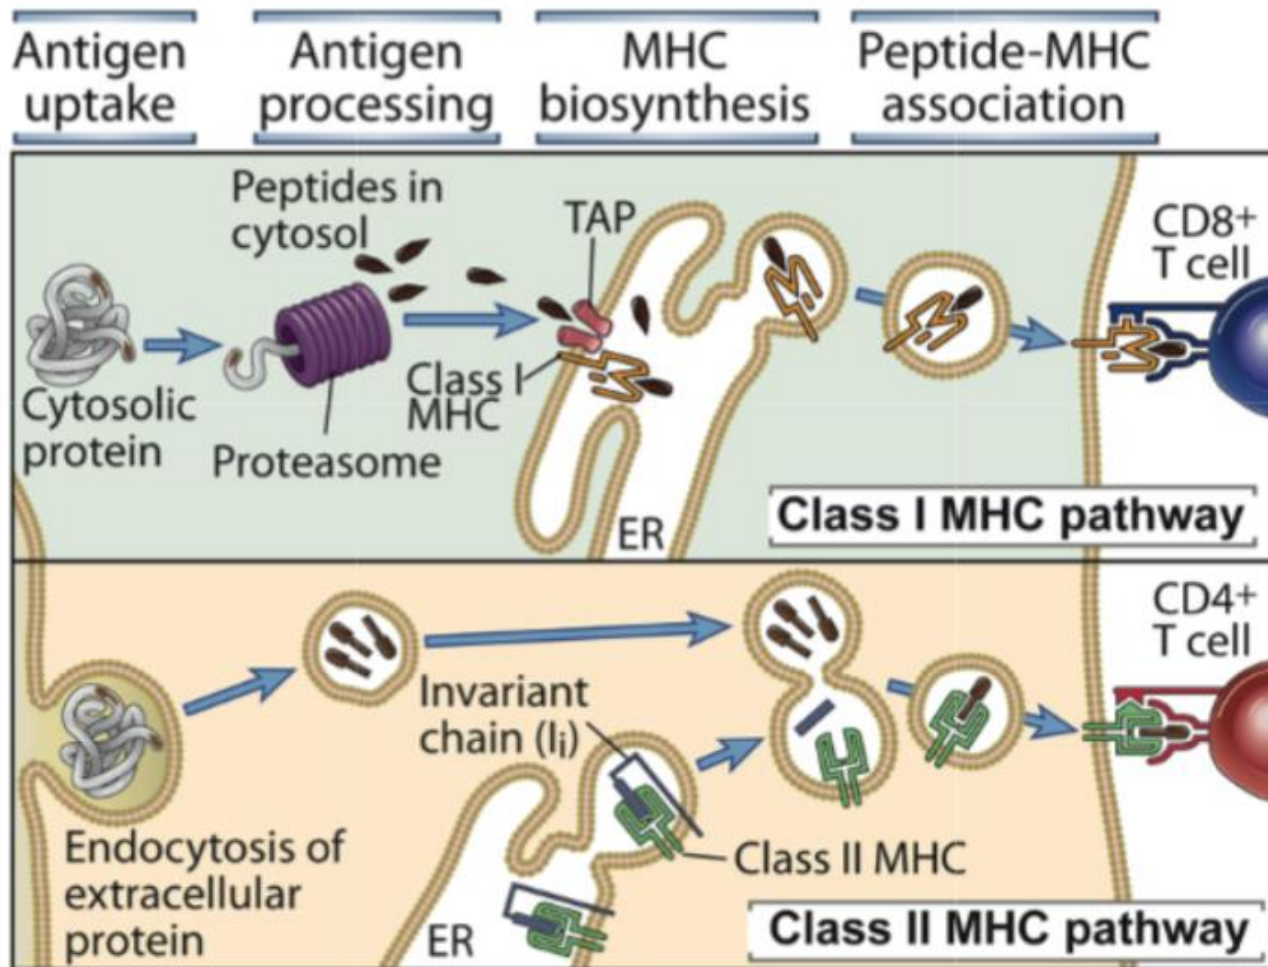 Antigen
uptake
Antigen
processing
MHC
biosynthesis
Peptide-MHC
association
Peptides in
cytosol
TAP
CD8+
T cell
Class I
MHC
Cytosolic
protein
Proteasome
ER
Class I MHC pathway
CD4+
T cell
Invariant
chain (Ii)
Class II MHC
Endocytosis of
extracellular
protein
ER
Class II MHC pathway